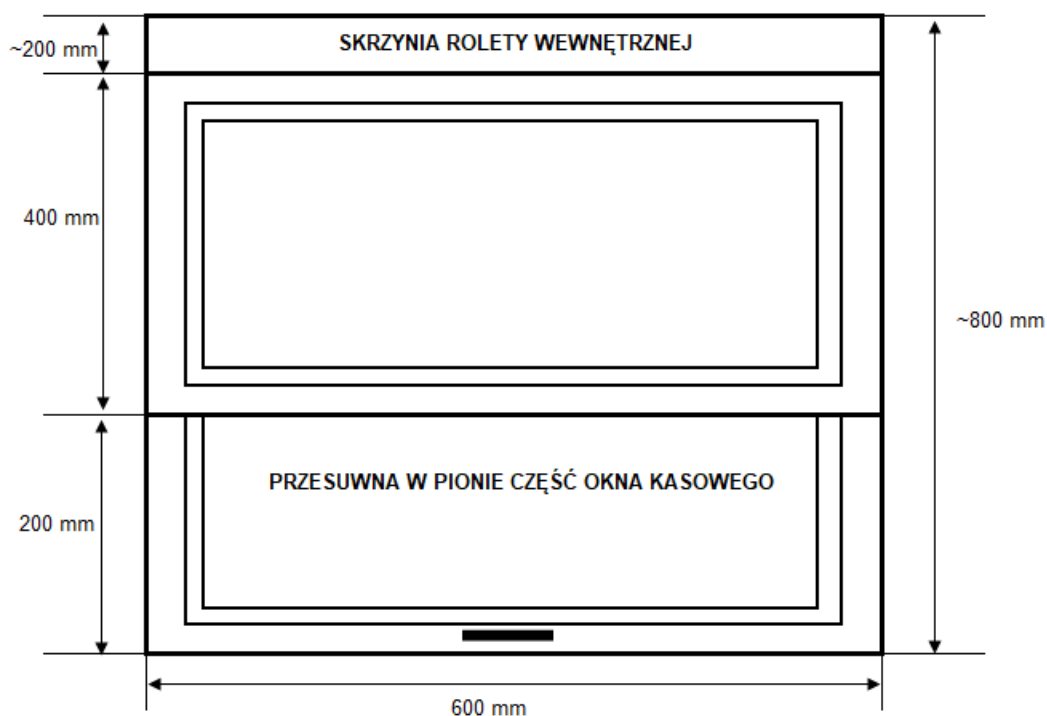 SKRZYNIA ROLETY WEWNĘTRZNEJ
~200 mm
400 mm
~800 mm
PRZESUWNA W PIONIE CZĘŚĆ OKNA KASOWEGO
200 mm
600 mm